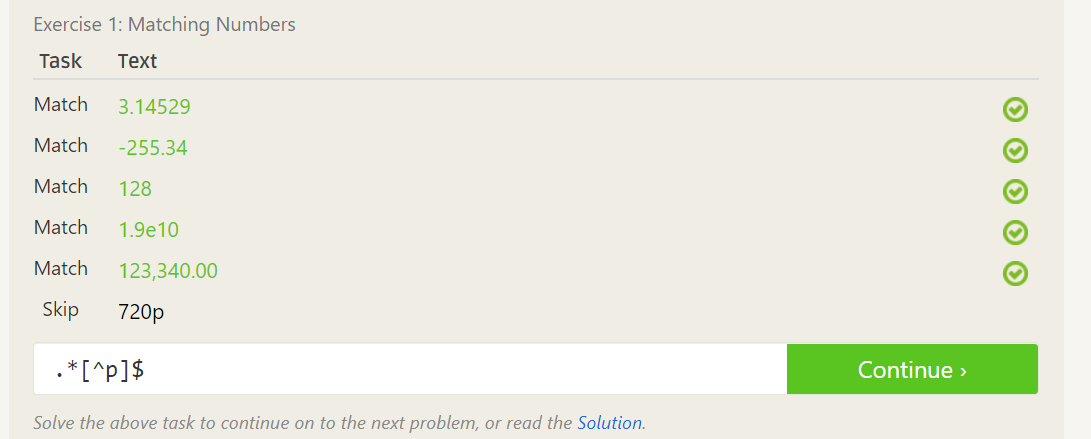 Exercise 1: Matching Numbers
Task Text
Match 3.14529
Match -255.34
Match 128
Match 1.9e10
Match 123,340.00
Skip 720p
.*[^p]$ Continue ›
Solve the above task to continue on to the next problem, or read the Solution.